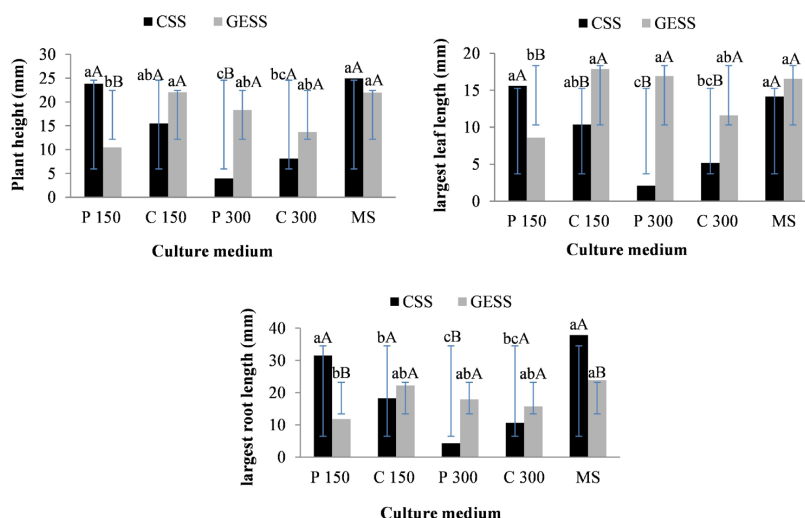 CSS GESS
Plant height (mm)
30
25
20
15
10
5
0
aA bB abA aA cB abA bcA abA aA aA
P 150 C 150 P 300 C 300 MS
Culture medium
CSS GESS
largest leaf length (mm)
20
15
10
5
0
aA bB abB aA cB aA bcB abA aA aA
P 150 C 150 P 300 C 300 MS
Culture medium
CSS GESS
largest root length (mm)
40
30
20
10
0
aA bB bA abA cB abA bcA abA aA aB
P 150 C 150 P 300 C 300 MS
Culture medium